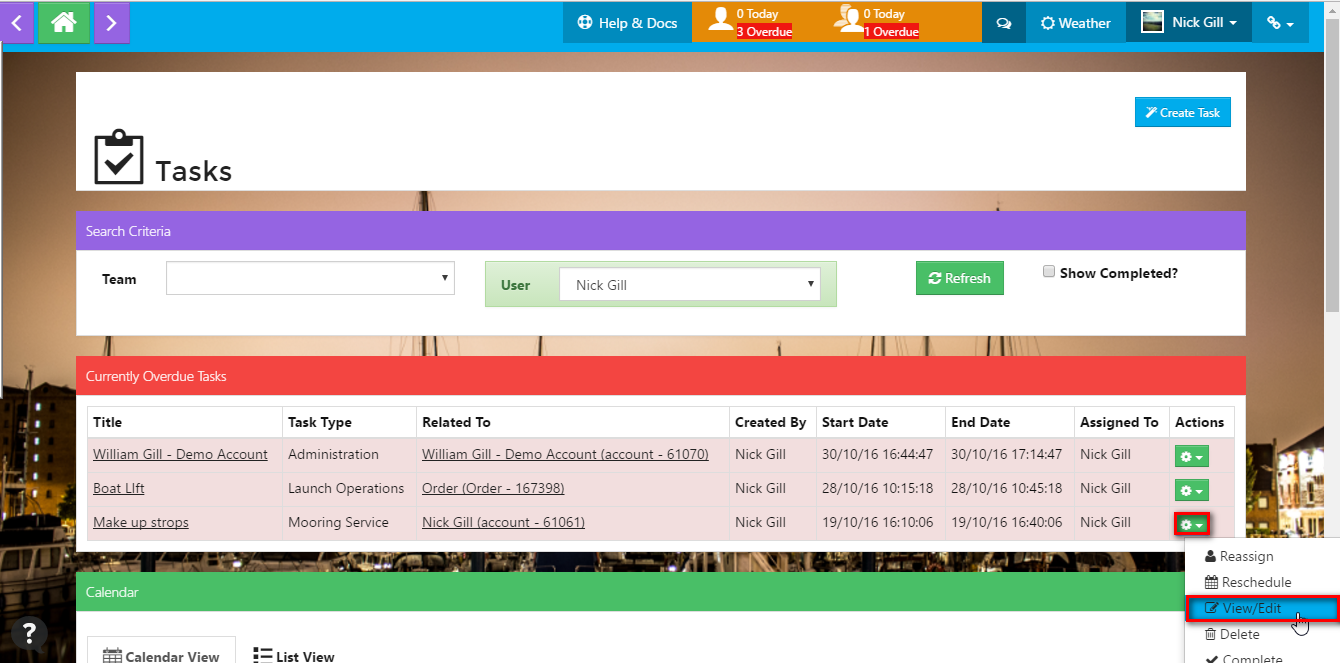 Help & Docs
0 Today
3 Overdue
0 Today
1 Overdue
Weather
Nick Gill
Create Task
Tasks
Search Criteria
Team
User
Nick Gill
Refresh
Show Completed?
Currently Overdue Tasks
Title Task Type Related To Created By Start Date End Date Assigned To Actions
William Gill - Demo Account Administration William Gill - Demo Account (account - 61070) Nick Gill 30/10/16 16:44:47 30/10/16 17:14:47 Nick Gill
Boat LIft Launch Operations Order (Order - 167398) Nick Gill 28/10/16 10:15:18 28/10/16 10:45:18 Nick Gill
Make up strops Mooring Service Nick Gill (account - 61061) Nick Gill 19/10/16 16:10:06 19/10/16 16:40:06 Nick Gill
Reassign
Reschedule
View/Edit
Delete
Complete
Calendar
Calendar View
List View
?